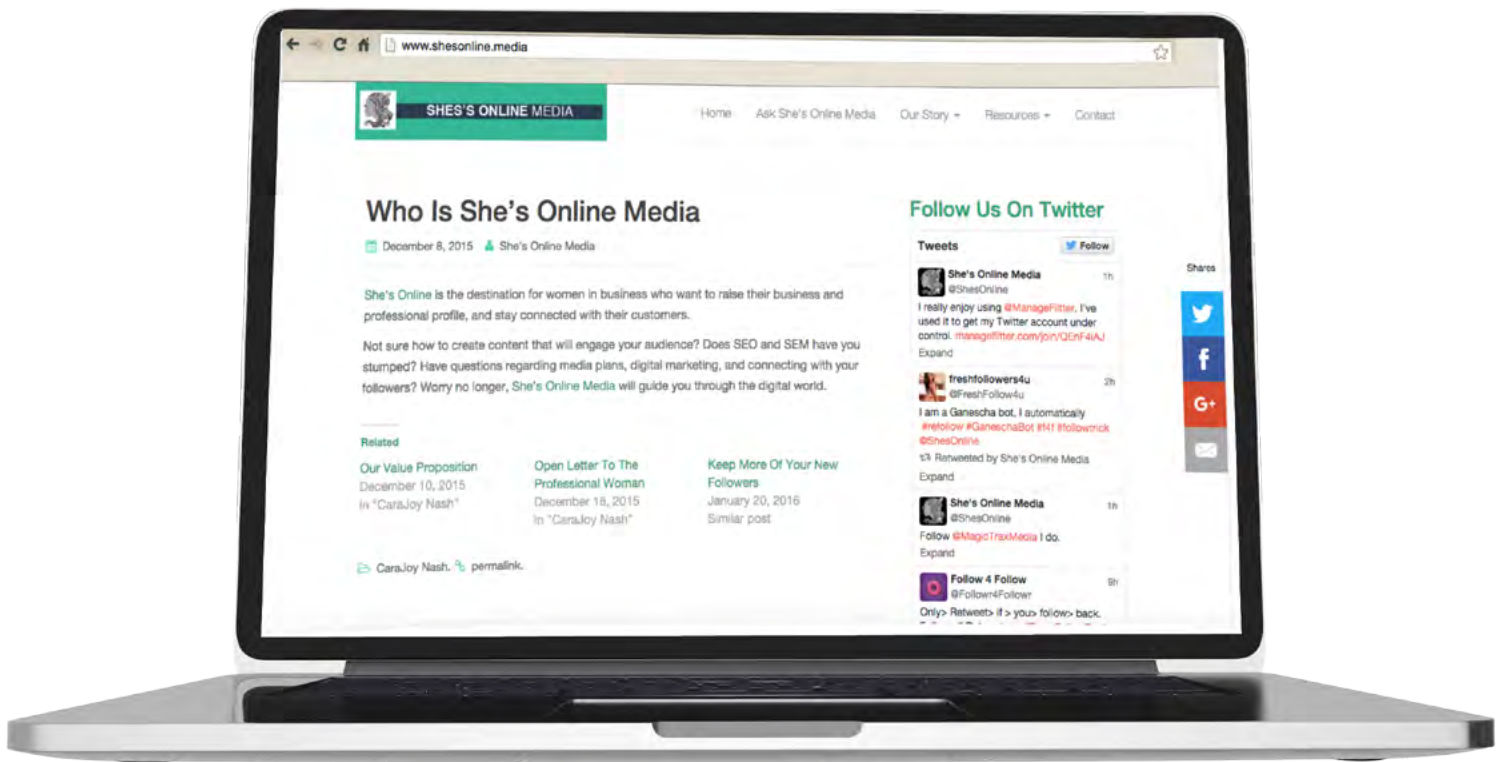 www.shesonline.media
SHES'S ONLINE MEDIA
Home Ask She's Online Media Our Story Resources Contact
Who Is She's Online Media
December 8, 2015 She's Online Media
She's Online is the destination for women in business who want to raise their business and
professional profile, and stay connected with their customers.
Not sure how to create content that will engage your audience? Does SEO and SEM have you
stumped? Have questions regarding media plans, digital marketing, and connecting with your
followers? Worry no longer, She's Online Media will guide you through the digital world.
Related
Our Value Proposition
December 10, 2015
In "CaraJoy Nash"
Open Letter To The
Professional Woman
December 18, 2015
In "CaraJoy Nash"
Keep More Of Your New
Followers
January 20, 2016
Similar post
CaraJoy Nash. permalink.
Follow Us On Twitter
Tweets Follow
She's Online Media 1h
@ShesOnline
I really enjoy using @ManageFlitter. I've
used it to get my Twitter account under
control. manageflitter.com/join/QEnF4iAJ
Expand
freshfollowers4u 2h
@FreshFollow4u
I am a Ganescha bot. I automatically
#refollow #GaneschaBot #f4f #followtrick
@ShesOnline
Retweeted by She's Online Media
Expand
She's Online Media 1h
@ShesOnline
Follow @MagicTraxMedia I do.
Expand
Follow 4 Follow 9h
@Followr4Followr
Only> Retweet> if > you> follow> back.
Shares
f
G+